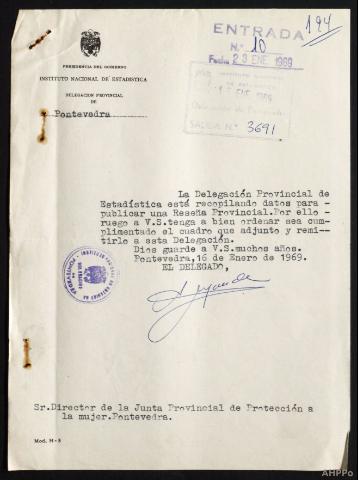 194
ENTRADA
N.º 10
Fecha 23 ENE 1969
PRESIDENCIA DEL GOBIERNO
INSTITUTO NACIONAL DE ESTADISTICA
DELEGACION PROVINCIAL
DE
Pontevedra
ENE 1969
SALIDA N.º 3691
La Delegación Provincial de
Estadística está recopilando datos para -
publicar una Reseña Provincial.Por ello -
ruego a V.S.tenga a bien ordenar sea cum-
plimentado el cuadro que adjunto y remi--
tirlo a esta Delegación.
Dios guarde a V.S.muchos años.
Pontevedra, 16 de Enero de 1969.
EL DELEGADO,
Sr.Director de la Junta Provincial de Protección a
la mujer.Pontevedra.
Mod. M-3
AHPPo